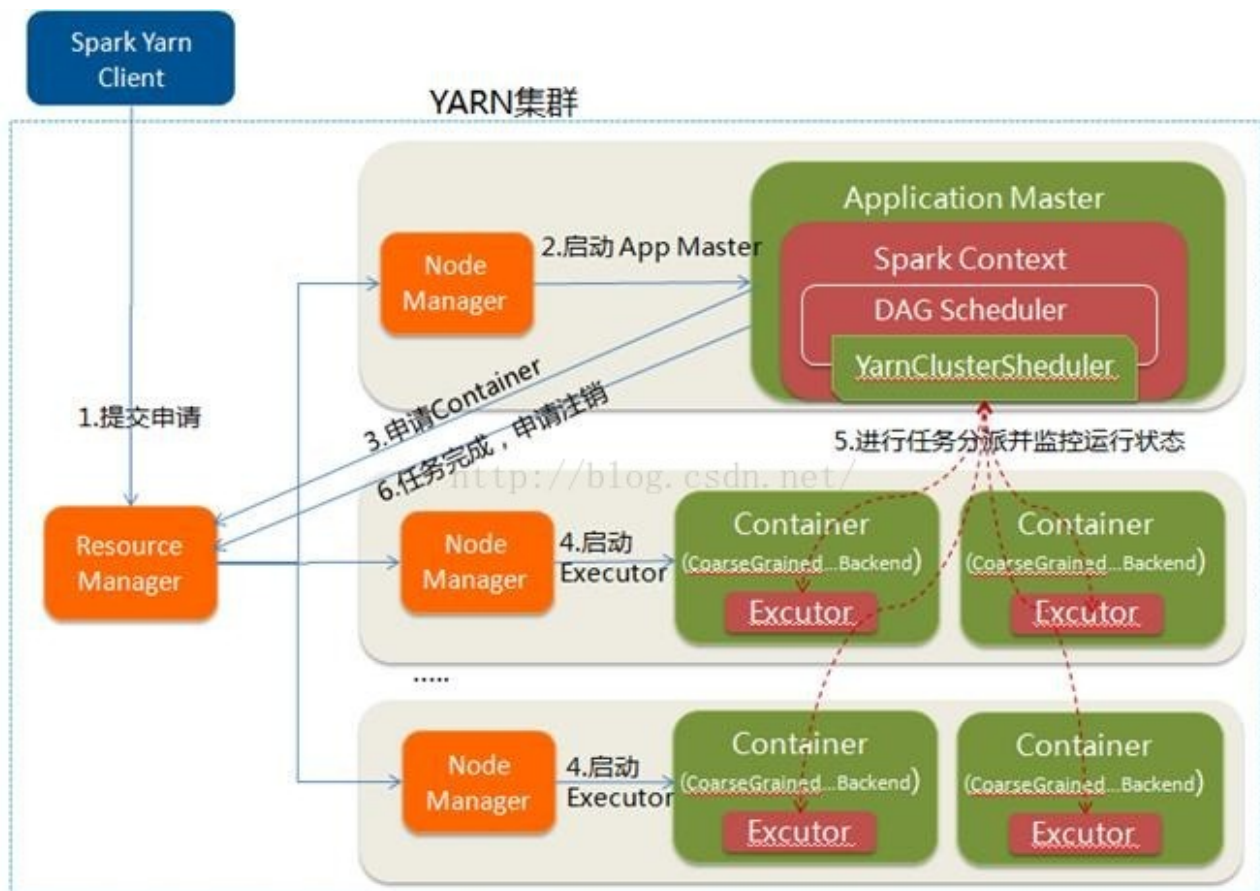 Spark Yarn
Client
YARN集群
Application Master
Node
Manager
2.启动 App Master
Spark Context
DAG Scheduler
YarnClusterSheduler
1.提交申请
3.申请Container
6.任务完成，申请注销
5.进行任务分派并监控运行状态
http://blog.csdn.net/
Resource
Manager
Node
Manager
4.启动
Executor
Container
(CoarseGrained...Backend)
Excutor
Container
(CoarseGrained...Backend)
Excutor
.....
Node
Manager
4.启动
Executor
Container
(CoarseGrained...Backend)
Excutor
Container
(CoarseGrained...Backend)
Excutor